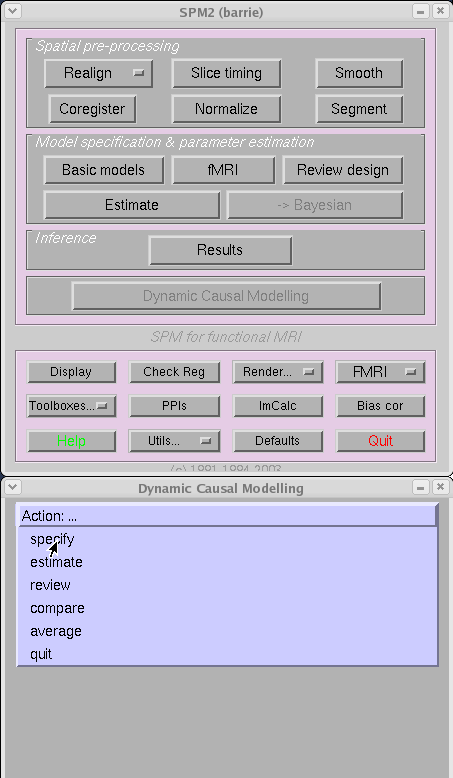 SPM2 (barrie)
Spatial pre-processing
Realign Slice timing Smooth
Coregister Normalize Segment
Model specification & parameter estimation
Basic models fMRI Review design
Estimate -> Bayesian
Inference
Results
Dynamic Causal Modelling
SPM for functional MRI
Display Check Reg Render... FMRI
Toolboxes... PPIs ImCalc Bias cor
Help Utils... Defaults Quit
(c) 1991,1994-2003
Dynamic Causal Modelling
Action: ...
specify
estimate
review
compare
average
quit